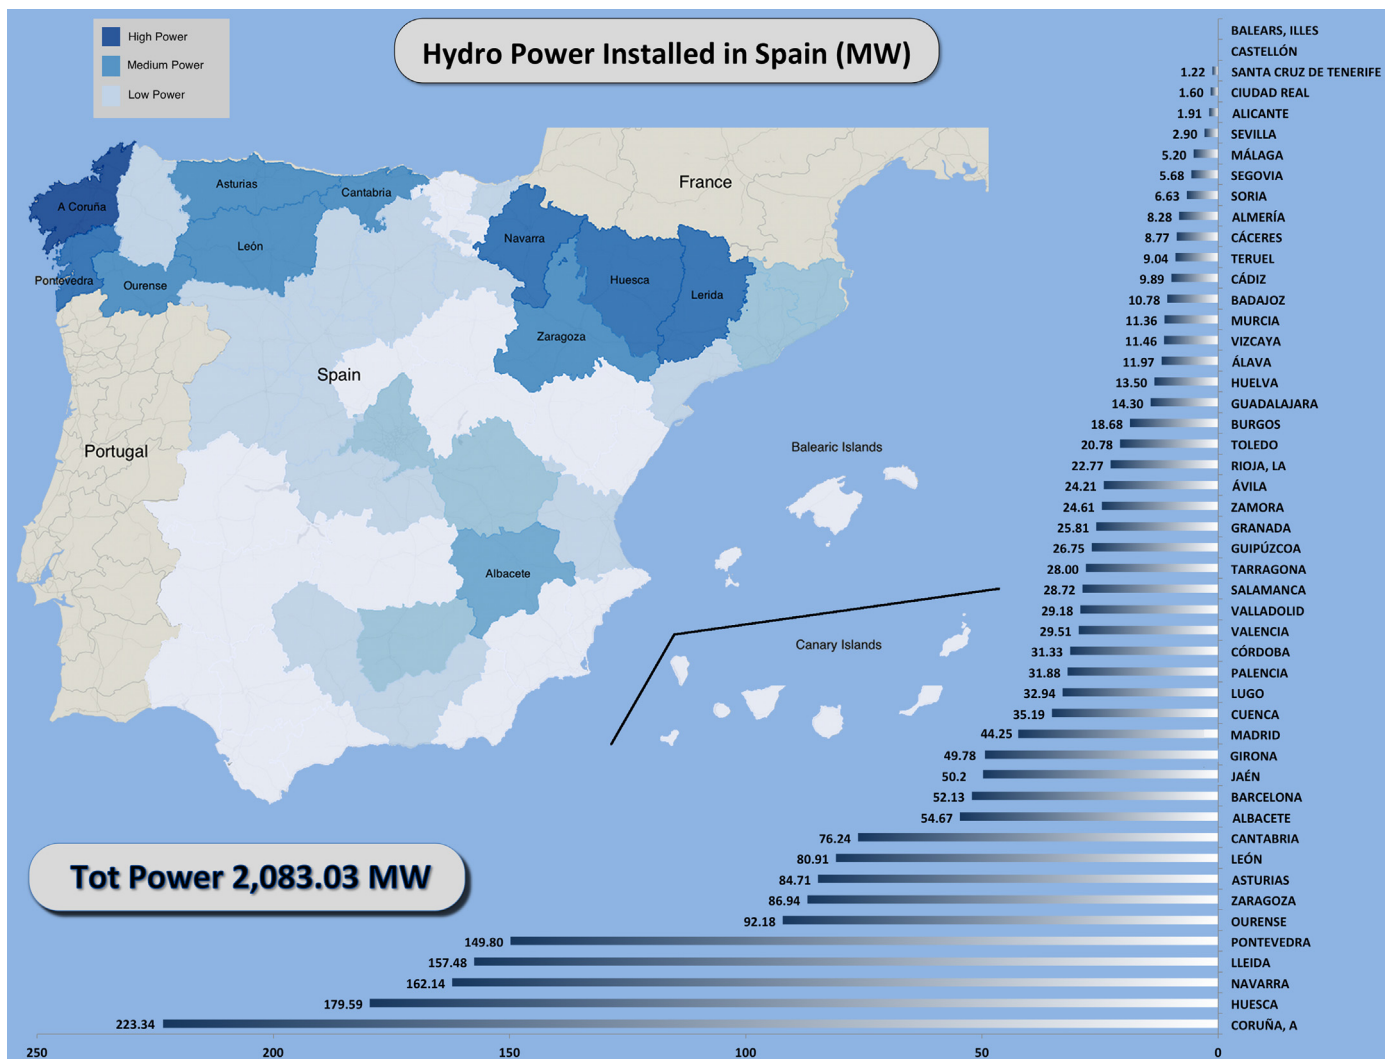 High Power
Medium Power
Low Power
Hydro Power Installed in Spain (MW)
A Coruña
Asturias
Cantabria
León
Pontevedra
Ourense
Navarra
Huesca
Lerida
Zaragoza
France
Spain
Portugal
Albacete
Balearic Islands
Canary Islands
Tot Power 2,083.03 MW
BALEARS, ILLES
CASTELLÓN
1.22 SANTA CRUZ DE TENERIFE
1.60 CIUDAD REAL
1.91 ALICANTE
2.90 SEVILLA
5.20 MÁLAGA
5.68 SEGOVIA
6.63 SORIA
8.28 ALMERÍA
8.77 CÁCERES
9.04 TERUEL
9.89 CÁDIZ
10.78 BADAJOZ
11.36 MURCIA
11.46 VIZCAYA
11.97 ÁLAVA
13.50 HUELVA
14.30 GUADALAJARA
18.68 BURGOS
20.78 TOLEDO
22.77 RIOJA, LA
24.21 ÁVILA
24.61 ZAMORA
25.81 GRANADA
26.75 GUIPÚZCOA
28.00 TARRAGONA
28.72 SALAMANCA
29.18 VALLADOLID
29.51 VALENCIA
31.33 CÓRDOBA
31.88 PALENCIA
32.94 LUGO
35.19 CUENCA
44.25 MADRID
49.78 GIRONA
50.2 JAÉN
52.13 BARCELONA
54.67 ALBACETE
76.24 CANTABRIA
80.91 LEÓN
84.71 ASTURIAS
86.94 ZARAGOZA
92.18 OURENSE
149.80 PONTEVEDRA
157.48 LLEIDA
162.14 NAVARRA
179.59 HUESCA
223.34 CORUÑA, A
250 200 150 100 50 0